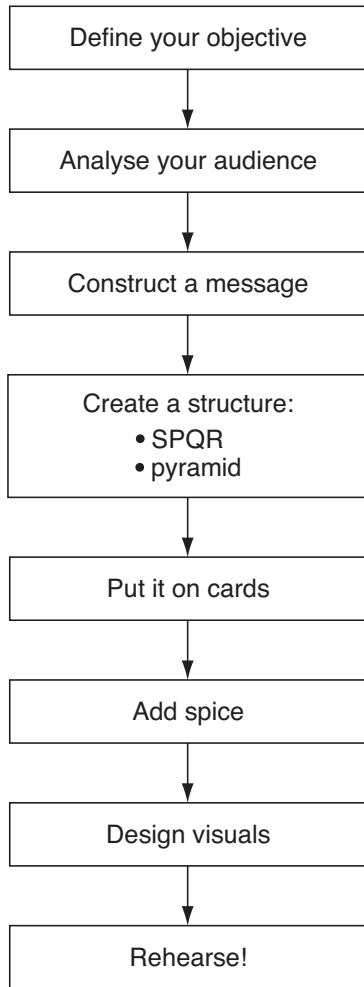 Define your objective
Analyse your audience
Construct a message
Create a structure:
• SPQR
• pyramid
Put it on cards
Add spice
Design visuals
Rehearse!